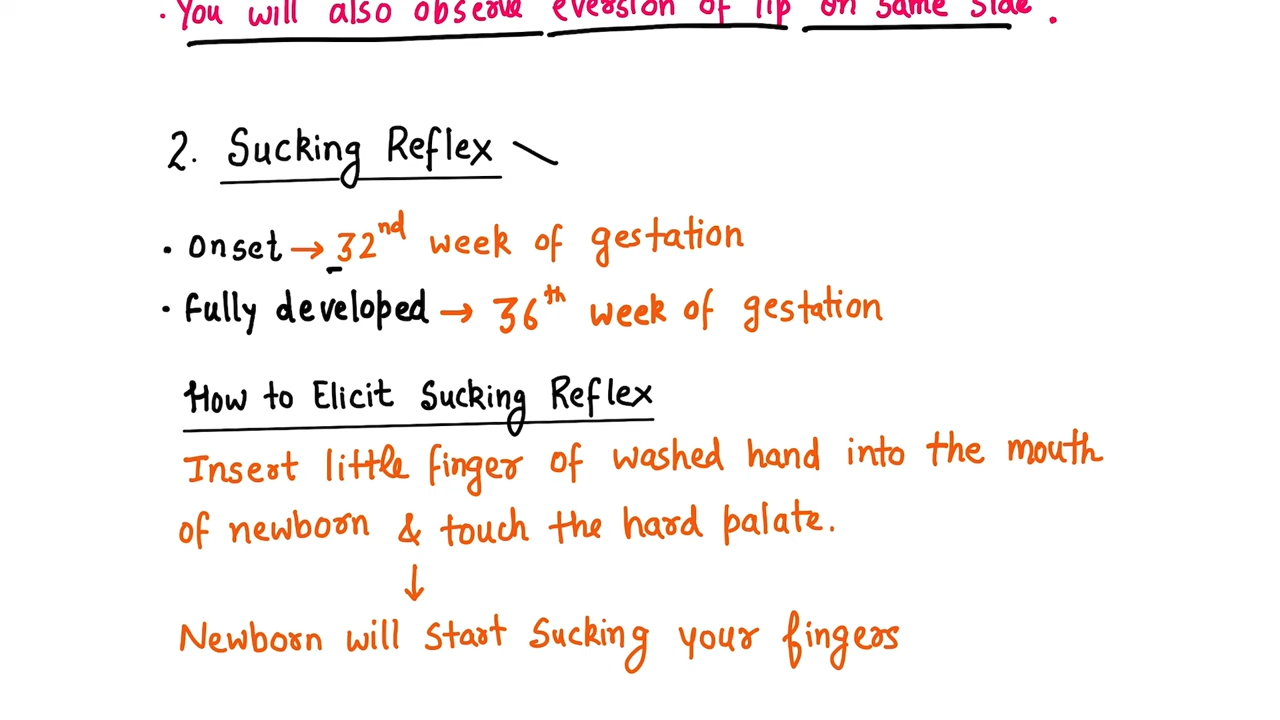 · You will also observe eversion of lip on same side.
2. Sucking Reflex
· Onset → 32nd week of gestation
· Fully developed → 36th week of gestation
How to Elicit Sucking Reflex
Insert little finger of washed hand into the mouth
of newborn & touch the hard palate.
↓
Newborn will start sucking your fingers